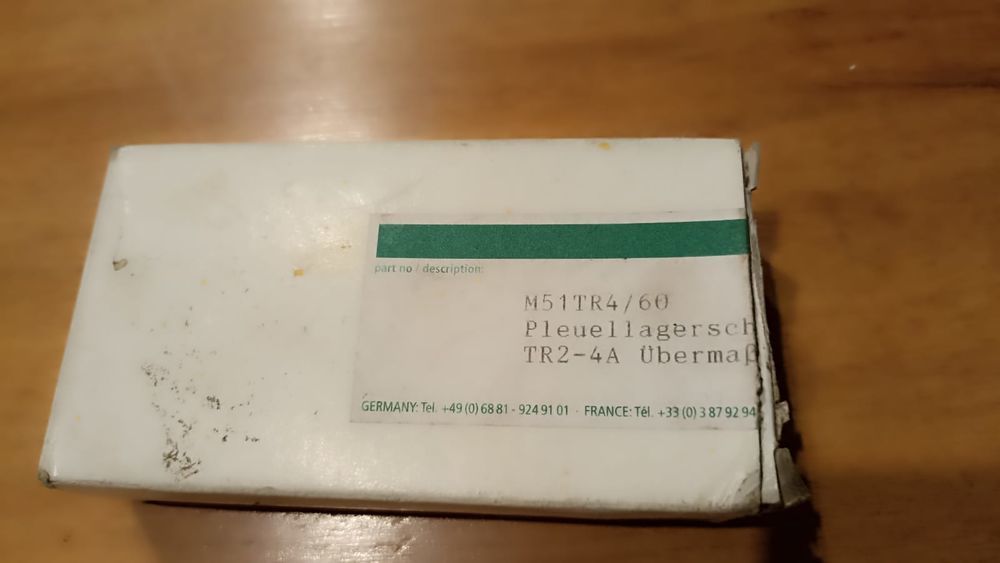 part no / description:
M51TR4/60
Pleuellagersch
TR2-4A Übermaß
GERMANY: Tel. +49 (0) 68 81 - 924 91 01 · FRANCE: Tél. +33 (0) 3 87 92 94